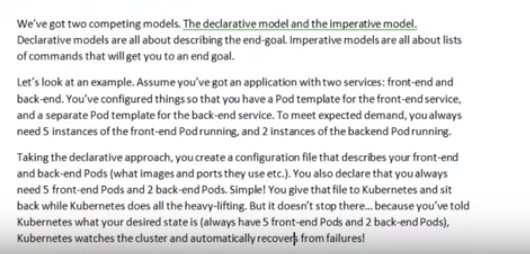 We've got two competing models. The declarative model and the imperative model.
Declarative models are all about describing the end-goal. Imperative models are all about lists
of commands that will get you to an end goal.
Let's look at an example. Assume you've got an application with two services: front-end and
back-end. You've configured things so that you have a Pod template for the front-end service,
and a separate Pod template for the back-end service. To meet expected demand, you always
need 5 instances of the front-end Pod running, and 2 instances of the backend Pod running.
Taking the declarative approach, you create a configuration file that describes your front-end
and back-end Pods (what images and ports they use etc.). You also declare that you always
need 5 front-end Pods and 2 back-end Pods. Simple! You give that file to Kubernetes and sit
back while Kubernetes does all the heavy-lifting. But it doesn't stop there... because you've told
Kubernetes what your desired state is (always have 5 front-end Pods and 2 back-end Pods),
Kubernetes watches the cluster and automatically recovers from failures!